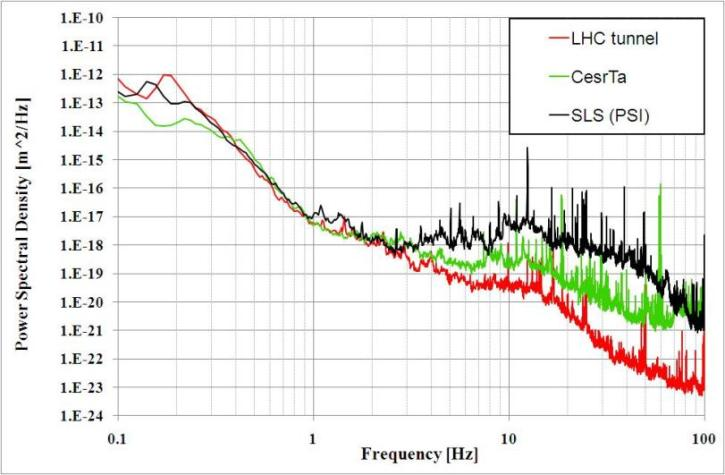 1.E-10
1.E-11
1.E-12
1.E-13
1.E-14
1.E-15
1.E-16
1.E-17
1.E-18
1.E-19
1.E-20
1.E-21
1.E-22
1.E-23
1.E-24
Power Spectral Density [m^2/Hz]
LHC tunnel
CesrTa
SLS (PSI)
0.1 1 10 100
Frequency [Hz]